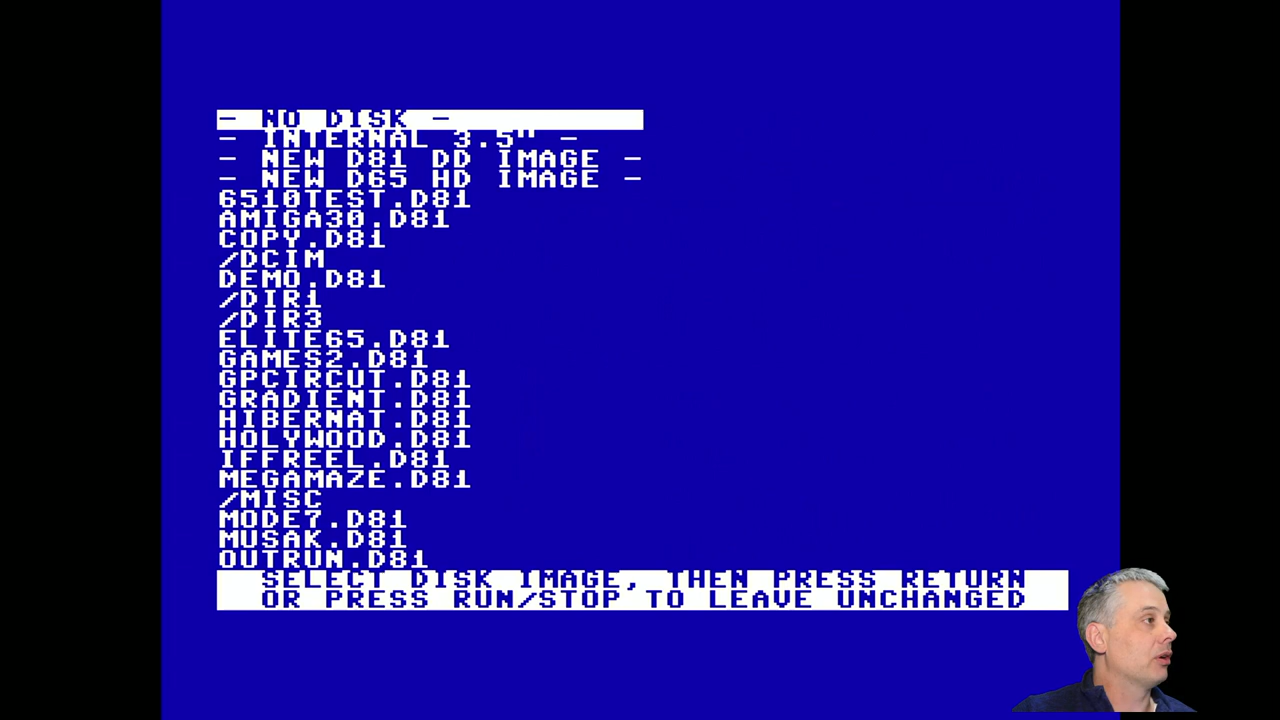 - NO DISK -
- INTERNAL 3.5" -
- NEW D81 DD IMAGE -
- NEW D65 HD IMAGE -
6510TEST.D81
AMIGA30.D81
COPY.D81
/DCIM
DEMO.D81
/DIR1
/DIR3
ELITE65.D81
GAMES2.D81
GPCIRCUT.D81
GRADIENT.D81
HIBERNAT.D81
HOLYWOOD.D81
IFFREEL.D81
MEGAMAZE.D81
/MISC
MODE7.D81
MUSAK.D81
OUTRUN.D81
SELECT DISK IMAGE, THEN PRESS RETURN
OR PRESS RUN/STOP TO LEAVE UNCHANGED